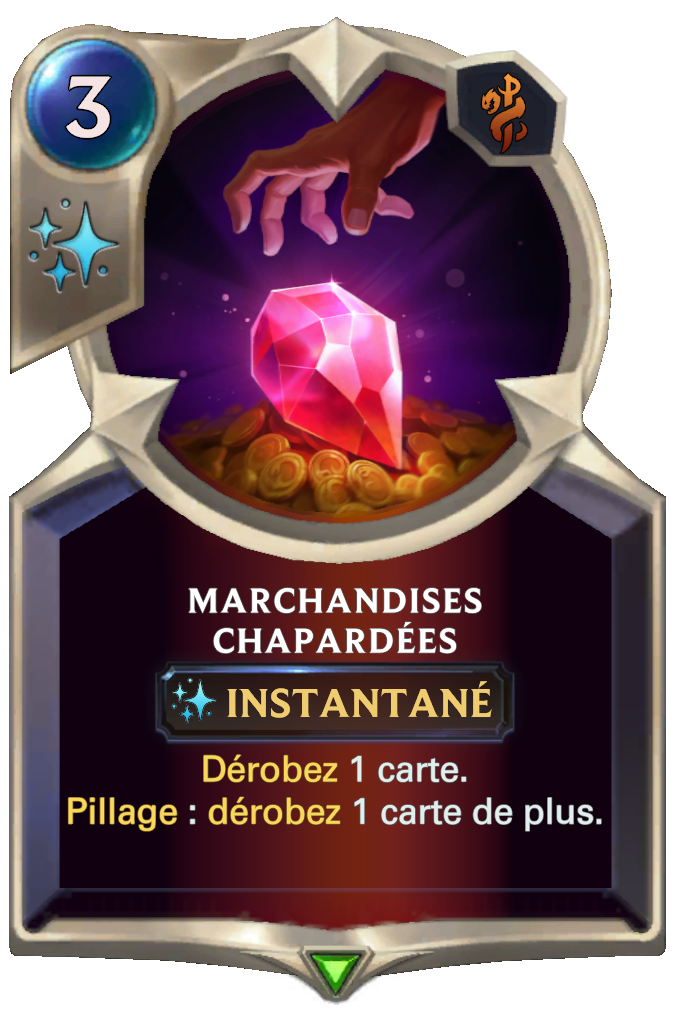 3
MARCHANDISES
CHAPARDÉES
INSTANTANÉ
Dérobez 1 carte.
Pillage : dérobez 1 carte de plus.